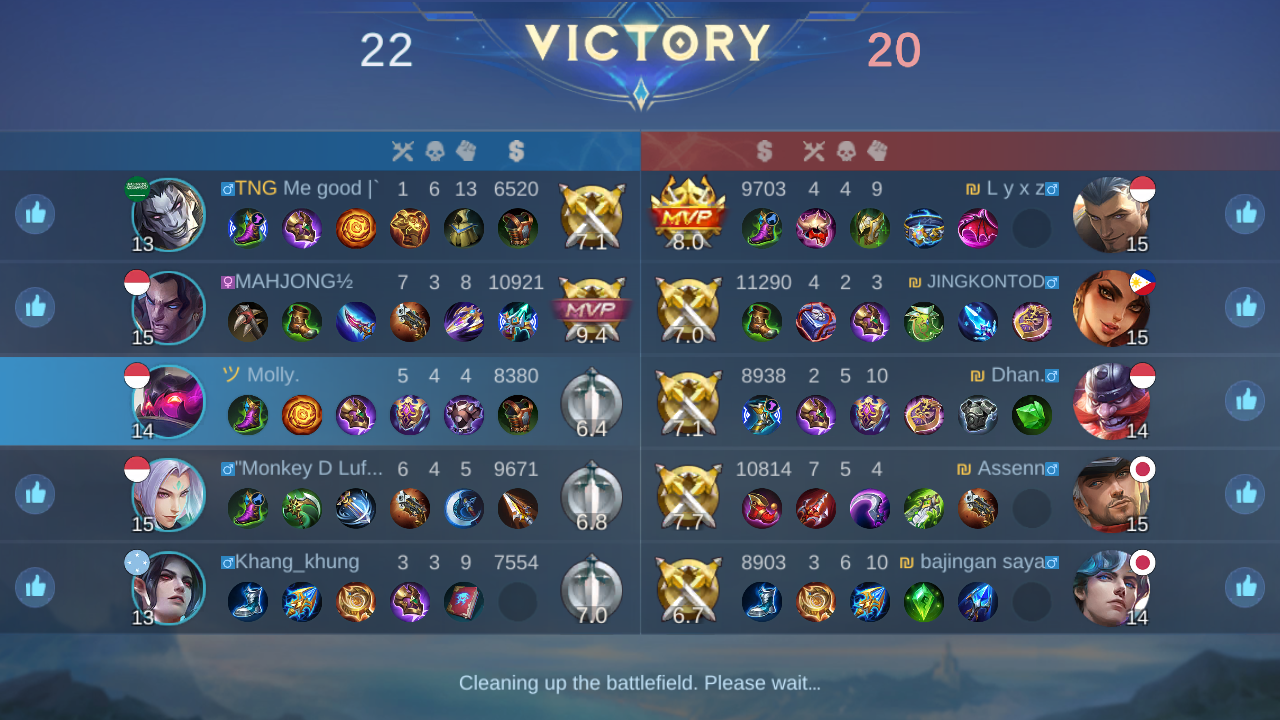 22 VICTORY 20
TNG Me good |` 1 6 13 6520
13 7.1
MVP 9703 4 4 9 L y x z
8.0 15
MAHJONG½ 7 3 8 10921
15 MVP 9.4
11290 4 2 3 JINGKONTOD
7.0 15
ツ Molly. 5 4 4 8380
14 6.4
8938 2 5 10 Dhan.
7.1 14
"Monkey D Luf... 6 4 5 9671
15 6.8
10814 7 5 4 Assenn
7.7 15
Khang_khung 3 3 9 7554
13 7.0
8903 3 6 10 bajingan saya
6.7 14
Cleaning up the battlefield. Please wait...